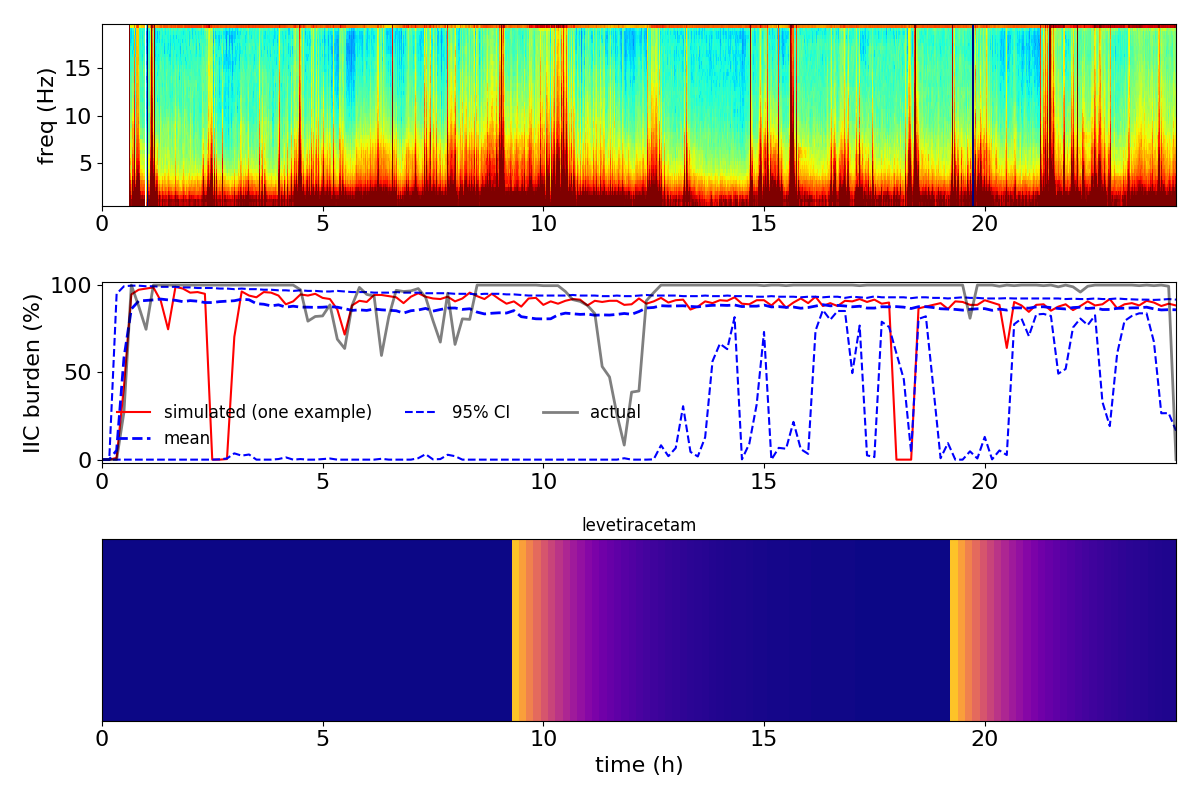 freq (Hz)
15
10
5
0 5 10 15 20
IIC burden (%)
100
50
0
simulated (one example)
mean
95% CI
actual
0 5 10 15 20
levetiracetam
0 5 10 15 20
time (h)